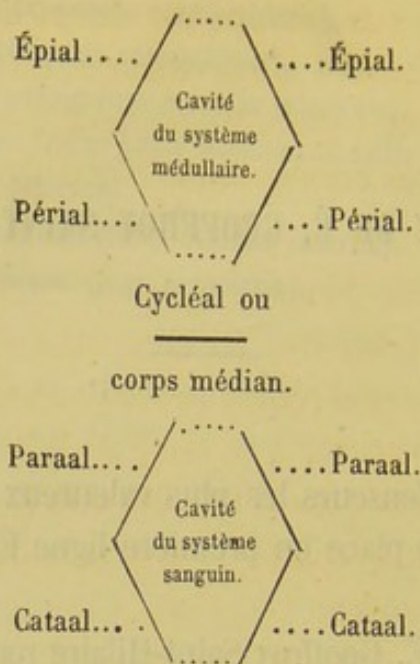 Épial.... ....Épial.
Cavité
du système
médullaire.
Périal.... ....Périal.
Cycléal ou
corps médian.
Paraal.... ....Paraal.
Cavité
du système
sanguin.
Cataal... ....Cataal.